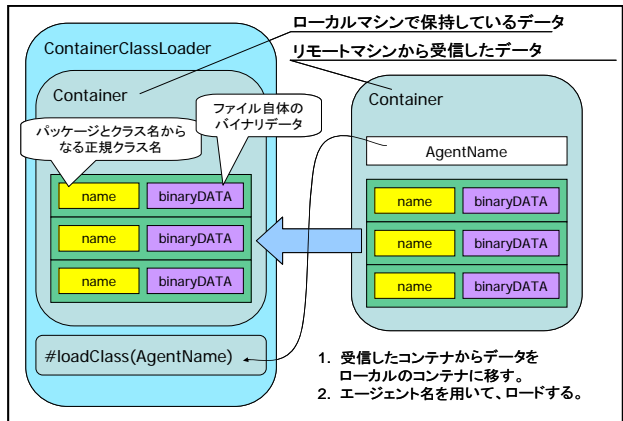 ローカルマシンで保持しているデータ
リモートマシンから受信したデータ
ContainerClassLoader
Container
パッケージとクラス名から
なる正規クラス名
ファイル自体の
バイナリデータ
name binaryDATA
name binaryDATA
name binaryDATA
#loadClass(AgentName)
Container
AgentName
name binaryDATA
name binaryDATA
name binaryDATA
1. 受信したコンテナからデータを
ローカルのコンテナに移す。
2. エージェント名を用いて、ロードする。